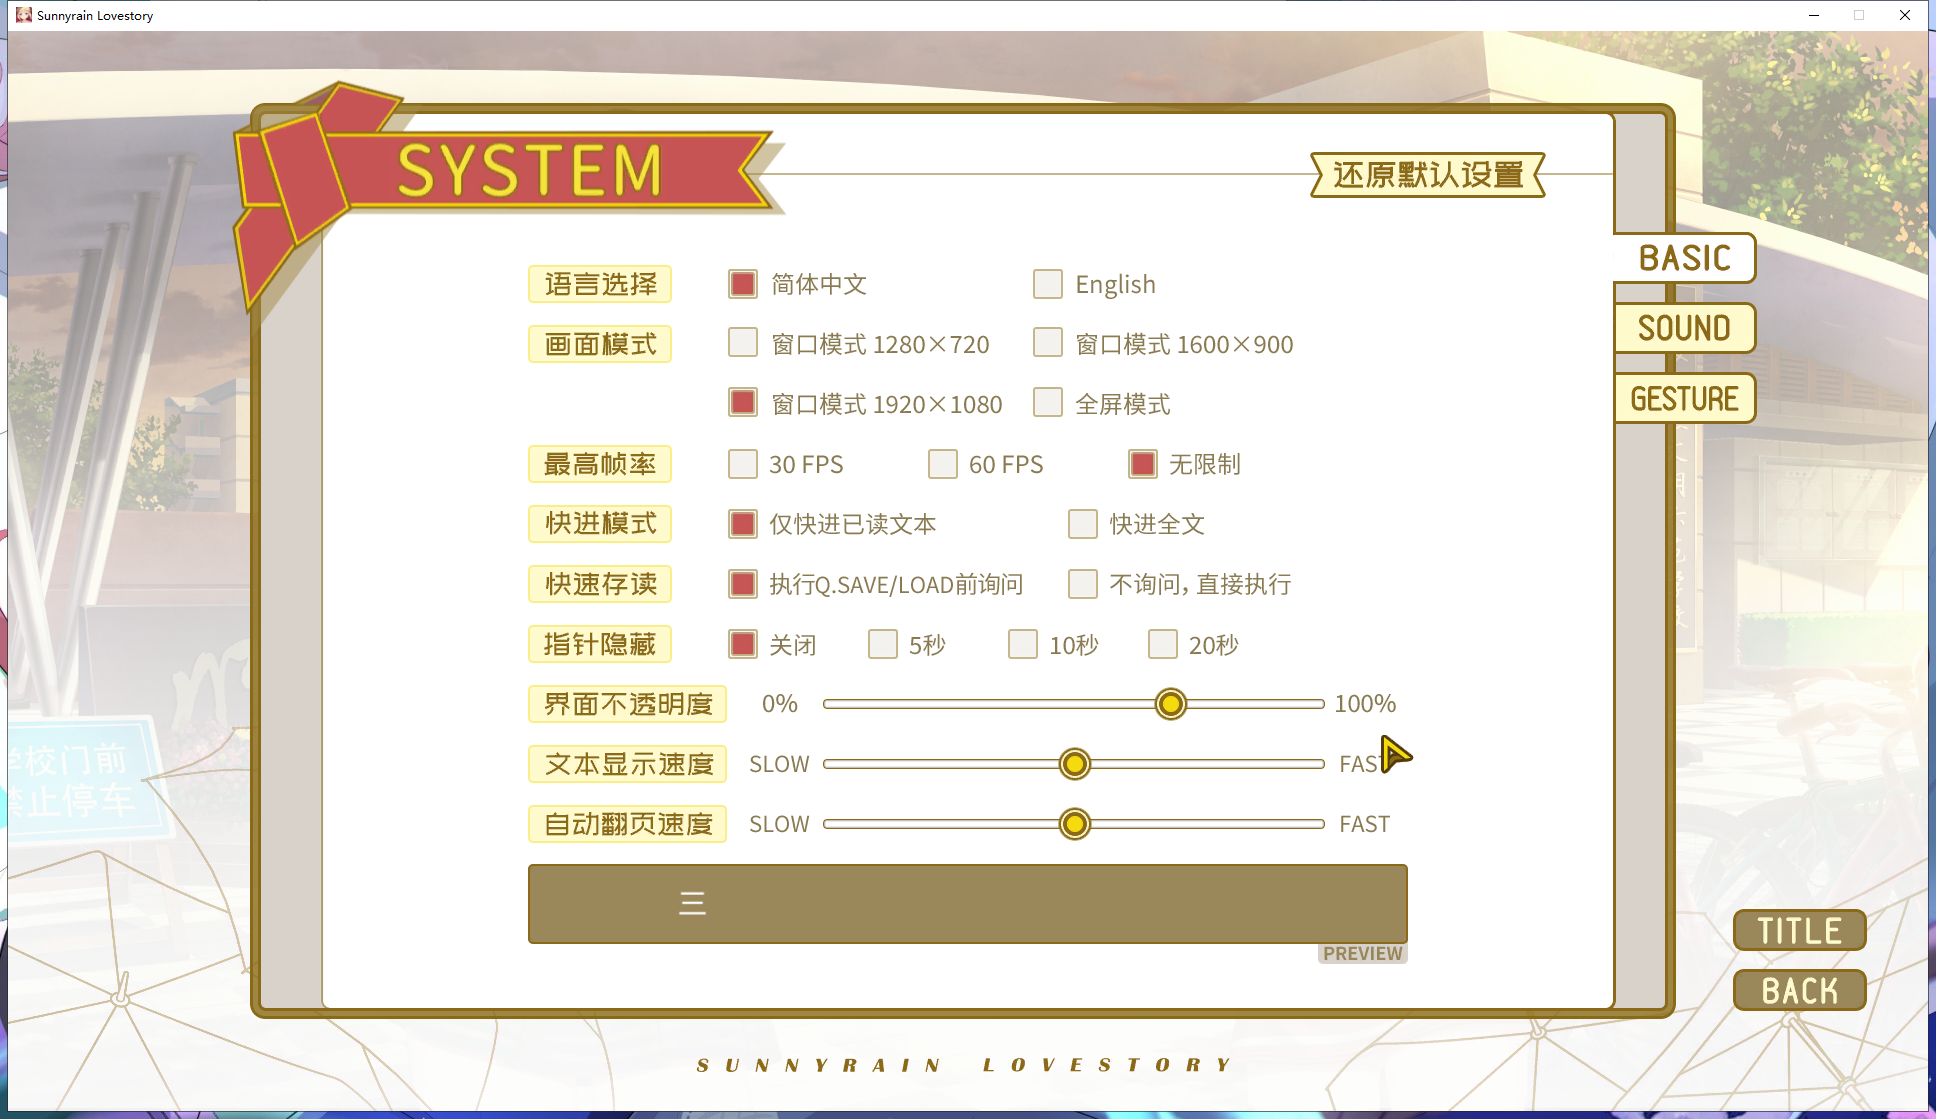 Sunnyrain Lovestory
SYSTEM
还原默认设置
BASIC
SOUND
GESTURE
语言选择 简体中文 English
画面模式 窗口模式 1280×720 窗口模式 1600×900
窗口模式 1920×1080 全屏模式
最高帧率 30 FPS 60 FPS 无限制
快进模式 仅快进已读文本 快进全文
快速存读 执行Q.SAVE/LOAD前询问 不询问，直接执行
指针隐藏 关闭 5秒 10秒 20秒
界面不透明度 0% 100%
文本显示速度 SLOW FAST
自动翻页速度 SLOW FAST
三
PREVIEW
学校门前
禁止停车
TITLE
BACK
SUNNYRAIN LOVESTORY